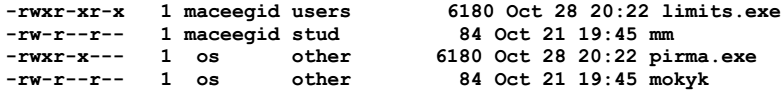 -rwxr-xr-x 1 maceegid users 6180 Oct 28 20:22 limits.exe
-rw-r--r-- 1 maceegid stud 84 Oct 21 19:45 mm
-rwxr-x--- 1 os other 6180 Oct 28 20:22 pirma.exe
-rw-r--r-- 1 os other 84 Oct 21 19:45 mokyk